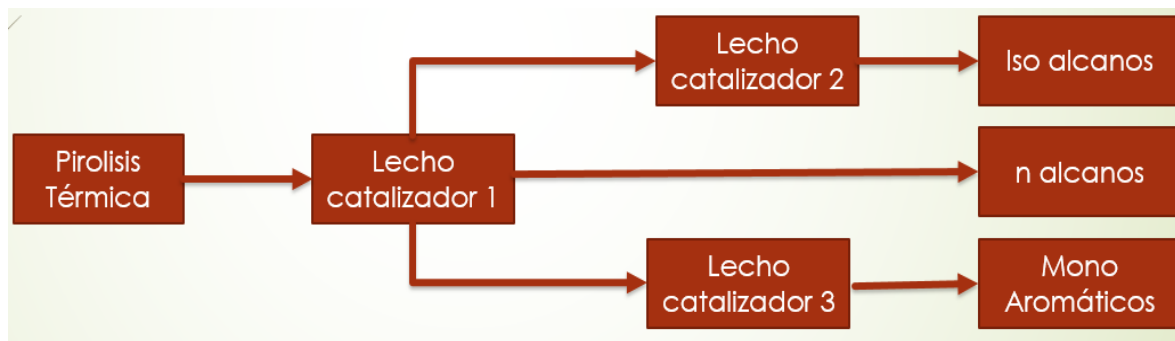 Pirolisis
Térmica
Lecho
catalizador 1
Lecho
catalizador 2
Iso alcanos
n alcanos
Lecho
catalizador 3
Mono
Aromáticos